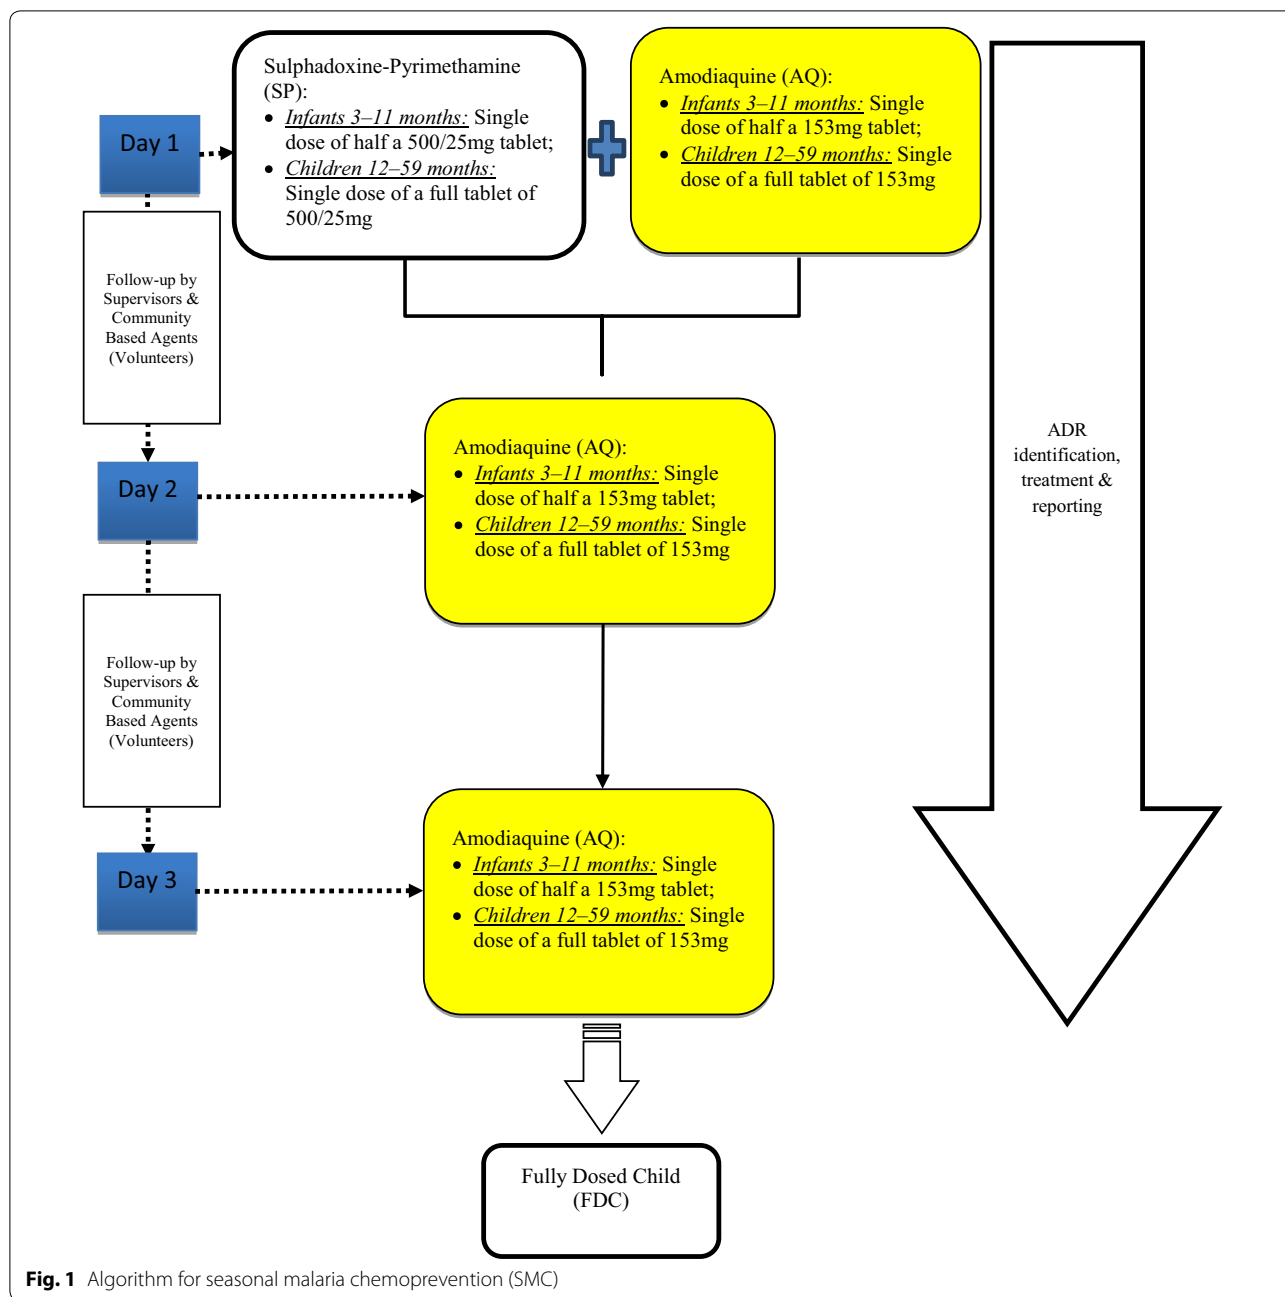 Sulphadoxine-Pyrimethamine
(SP):
• Infants 3–11 months: Single
dose of half a 500/25mg tablet;
• Children 12–59 months:
Single dose of a full tablet of
500/25mg
Amodiaquine (AQ):
• Infants 3–11 months: Single
dose of half a 153mg tablet;
• Children 12–59 months: Single
dose of a full tablet of 153mg
Day 1
Follow-up by
Supervisors &
Community
Based Agents
(Volunteers)
ADR
identification,
treatment &
reporting
Day 2
Amodiaquine (AQ):
• Infants 3–11 months: Single
dose of half a 153mg tablet;
• Children 12–59 months: Single
dose of a full tablet of 153mg
Follow-up by
Supervisors &
Community
Based Agents
(Volunteers)
Day 3
Amodiaquine (AQ):
• Infants 3–11 months: Single
dose of half a 153mg tablet;
• Children 12–59 months: Single
dose of a full tablet of 153mg
Fully Dosed Child
(FDC)
Fig. 1 Algorithm for seasonal malaria chemoprevention (SMC)